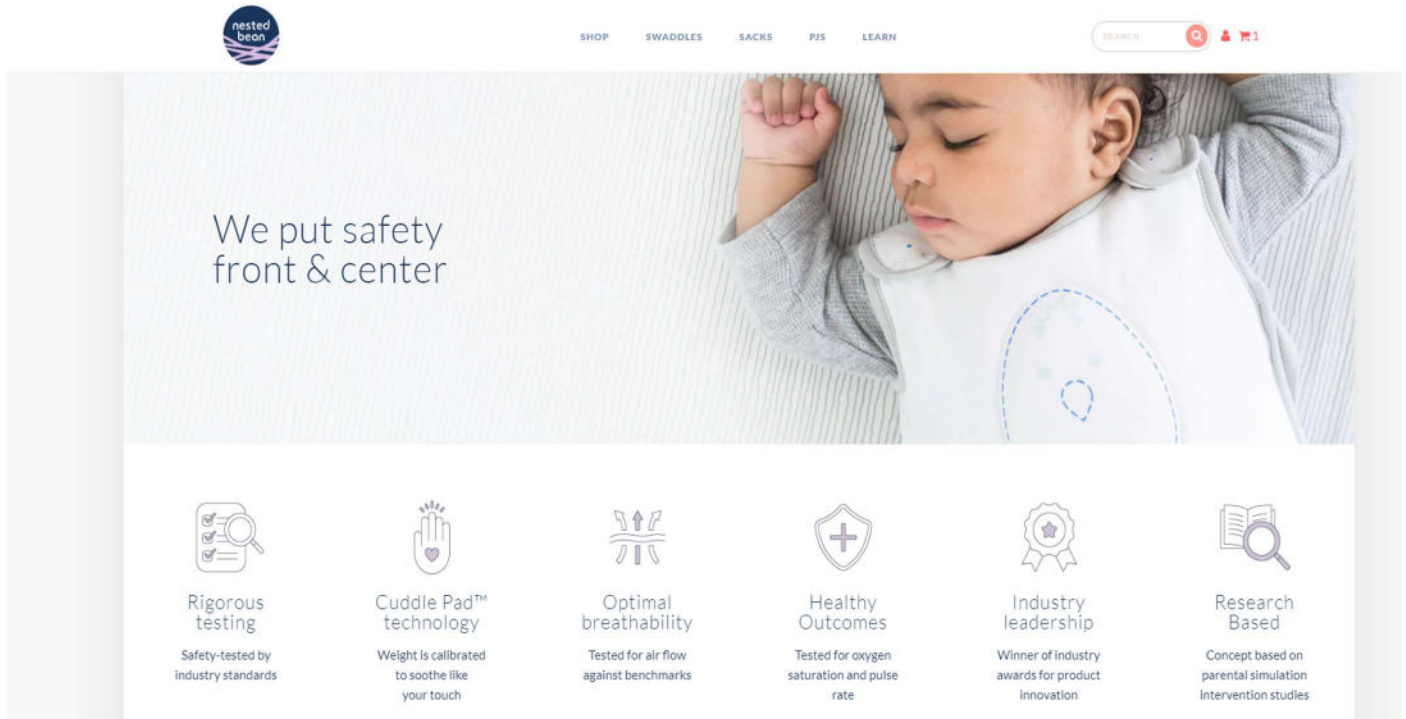 nested
bean
SHOP SWADDLES SACKS PJS LEARN
SEARCH
1
We put safety
front & center
Rigorous
testing
Safety-tested by
industry standards
Cuddle Pad™
technology
Weight is calibrated
to soothe like
your touch
Optimal
breathability
Tested for air flow
against benchmarks
Healthy
Outcomes
Tested for oxygen
saturation and pulse
rate
Industry
leadership
Winner of industry
awards for product
innovation
Research
Based
Concept based on
parental simulation
intervention studies